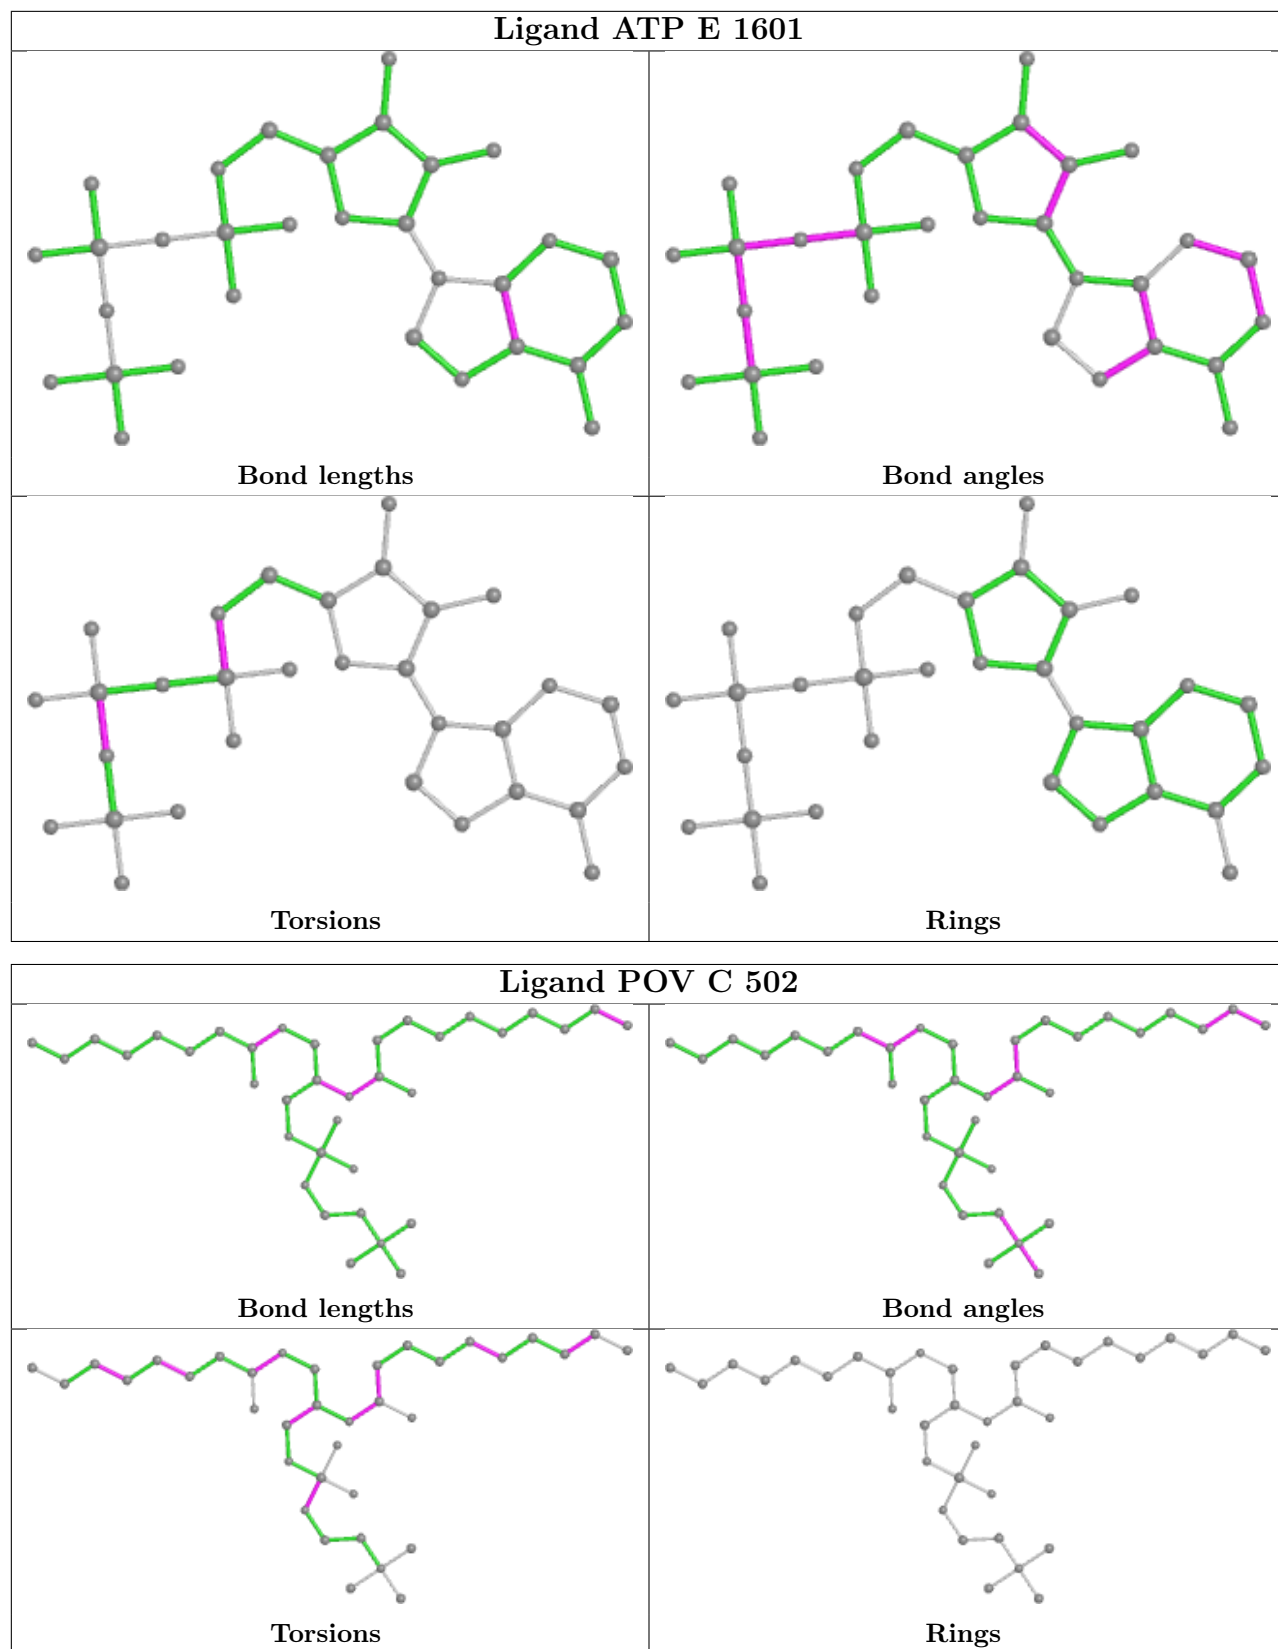 Ligand ATP E 1601
Bond lengths
Bond angles
Torsions
Rings
Ligand POV C 502
Bond lengths
Bond angles
Torsions
Rings